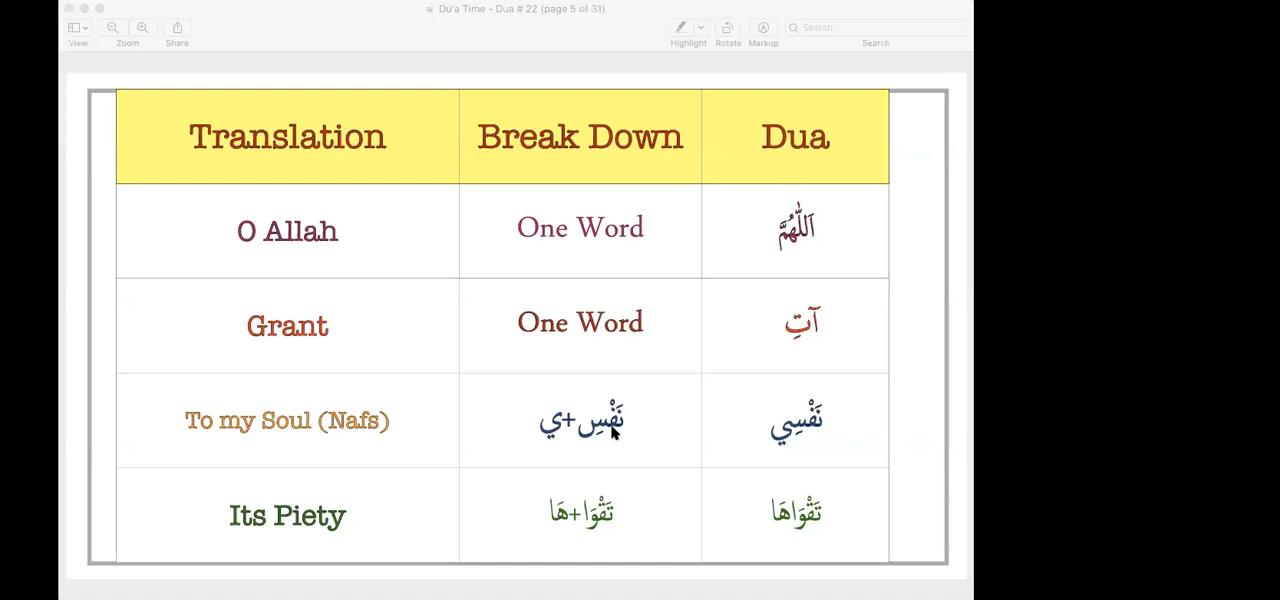 Du'a Time - Dua # 22 (page 5 of 31)
View Zoom Share Highlight Rotate Markup Search
Search
Translation Break Down Dua
O Allah One Word اَللّٰهُمَّ
Grant One Word آتِ
To my Soul (Nafs) نَفْسِ+ي نَفْسِي
Its Piety تَقْوَا+هَا تَقْوَاهَا